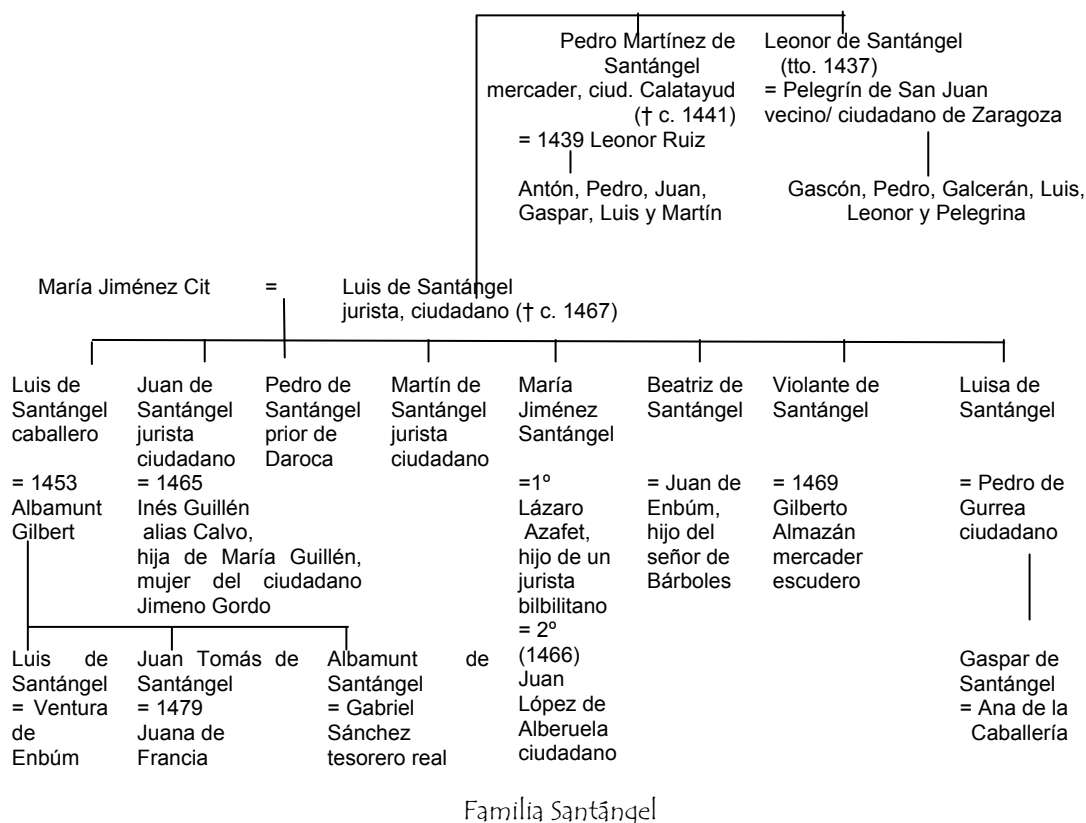 Pedro Martínez de
Santángel
mercader, ciud. Calatayud
(† c. 1441)
= 1439 Leonor Ruiz
Antón, Pedro, Juan,
Gaspar, Luis y Martín
Leonor de Santángel
(tto. 1437)
= Pelegrín de San Juan
vecino/ ciudadano de Zaragoza
Gascón, Pedro, Galcerán, Luis,
Leonor y Pelegrina
María Jiménez Cit
=
Luis de Santángel
jurista, ciudadano († c. 1467)
Luis de
Santángel
caballero
= 1453
Albamunt
Gilbert
Juan de
Santángel
jurista
ciudadano
= 1465
Inés Guillén
alias Calvo,
hija de María Guillén,
mujer del ciudadano
Jimeno Gordo
Pedro de
Santángel
prior de
Daroca
Martín de
Santángel
jurista
ciudadano
María
Jiménez
Santángel
=1º
Lázaro
Azafet,
hijo de un
jurista
bilbilitano
= 2º
(1466)
Juan
López de
Alberuela
ciudadano
Beatriz de
Santángel
= Juan de
Enbúm,
hijo del
señor de
Bárboles
Violante de
Santángel
= 1469
Gilberto
Almazán
mercader
escudero
Luisa de
Santángel
= Pedro de
Gurrea
ciudadano
Luis de
Santángel
= Ventura
de
Enbúm
Juan Tomás de
Santángel
= 1479
Juana de
Francia
Albamunt de
Santángel
= Gabriel
Sánchez
tesorero real
Gaspar de
Santángel
= Ana de la
Caballería
Familia Santángel